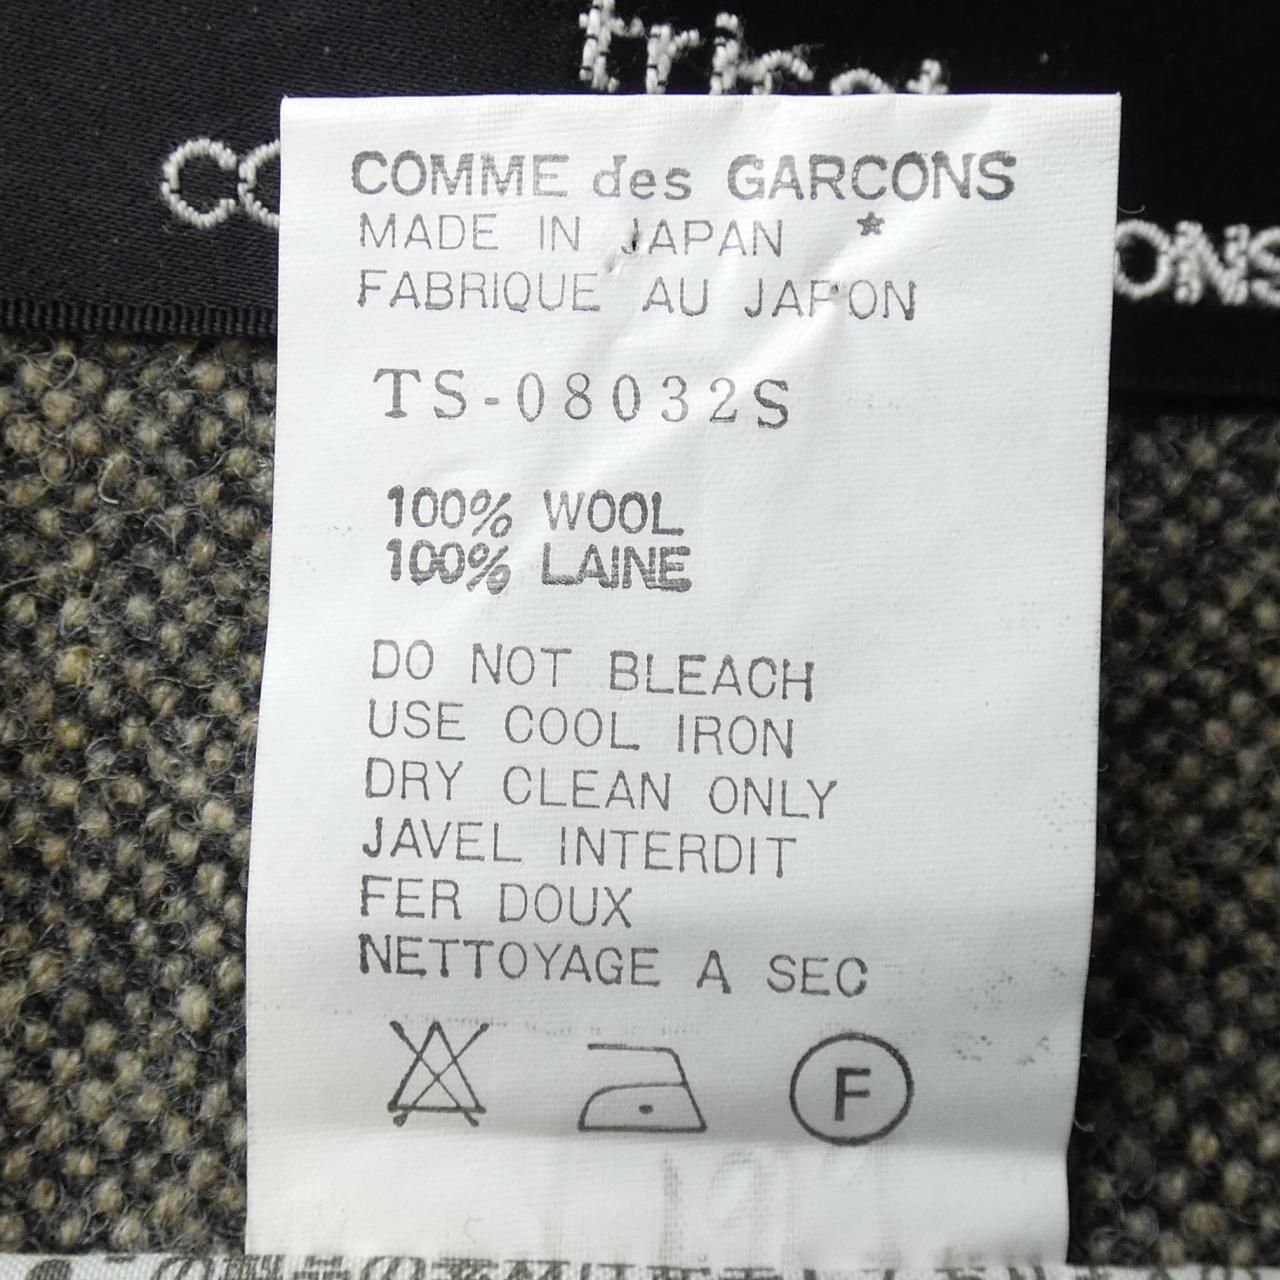 tricot
COMME des GARCONS
MADE IN JAPAN *
FABRIQUE AU JAPON
TS-08032S
100% WOOL
100% LAINE
DO NOT BLEACH
USE COOL IRON
DRY CLEAN ONLY
JAVEL INTERDIT
FER DOUX
NETTOYAGE A SEC
F